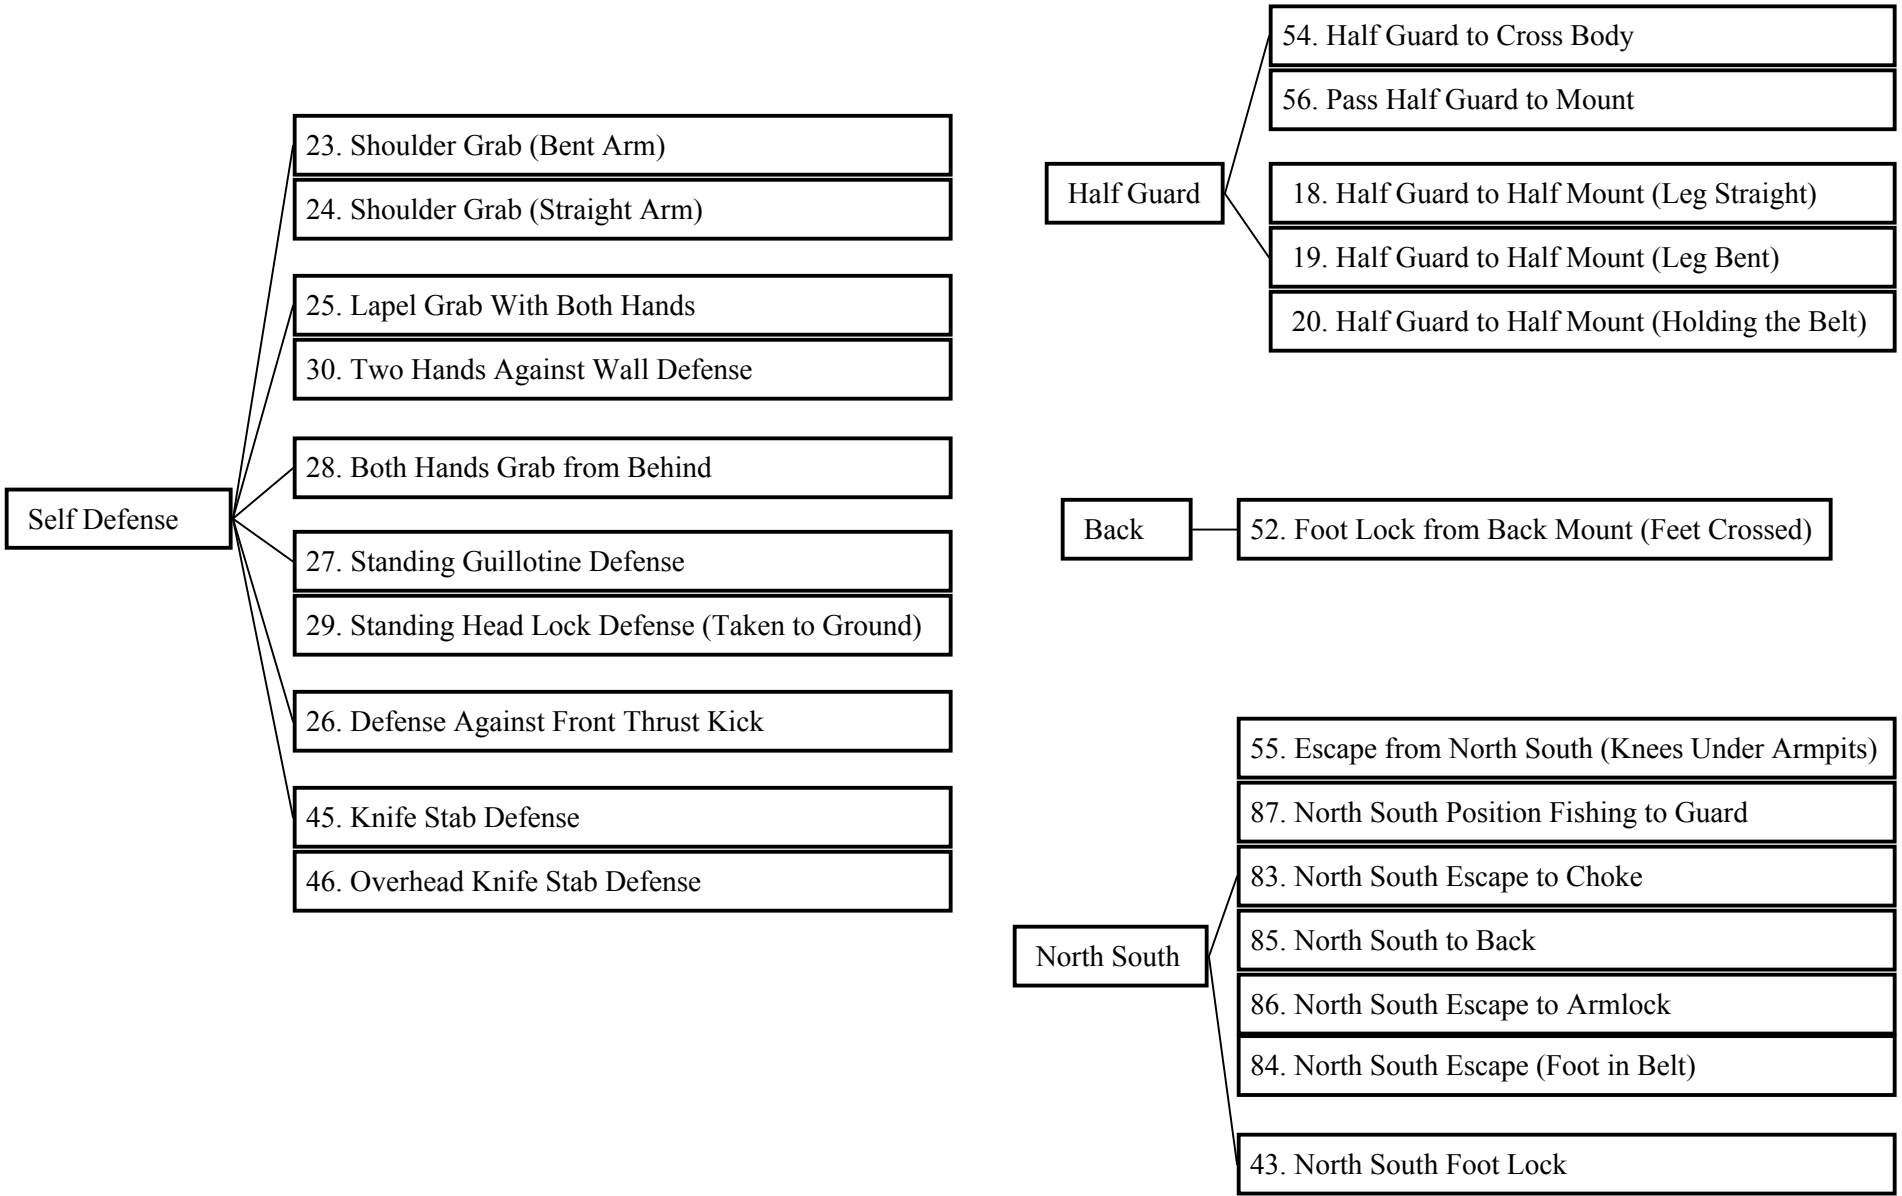 Self Defense
23. Shoulder Grab (Bent Arm)
24. Shoulder Grab (Straight Arm)
25. Lapel Grab With Both Hands
30. Two Hands Against Wall Defense
28. Both Hands Grab from Behind
27. Standing Guillotine Defense
29. Standing Head Lock Defense (Taken to Ground)
26. Defense Against Front Thrust Kick
45. Knife Stab Defense
46. Overhead Knife Stab Defense
Half Guard
54. Half Guard to Cross Body
56. Pass Half Guard to Mount
18. Half Guard to Half Mount (Leg Straight)
19. Half Guard to Half Mount (Leg Bent)
20. Half Guard to Half Mount (Holding the Belt)
Back
52. Foot Lock from Back Mount (Feet Crossed)
North South
55. Escape from North South (Knees Under Armpits)
87. North South Position Fishing to Guard
83. North South Escape to Choke
85. North South to Back
86. North South Escape to Armlock
84. North South Escape (Foot in Belt)
43. North South Foot Lock